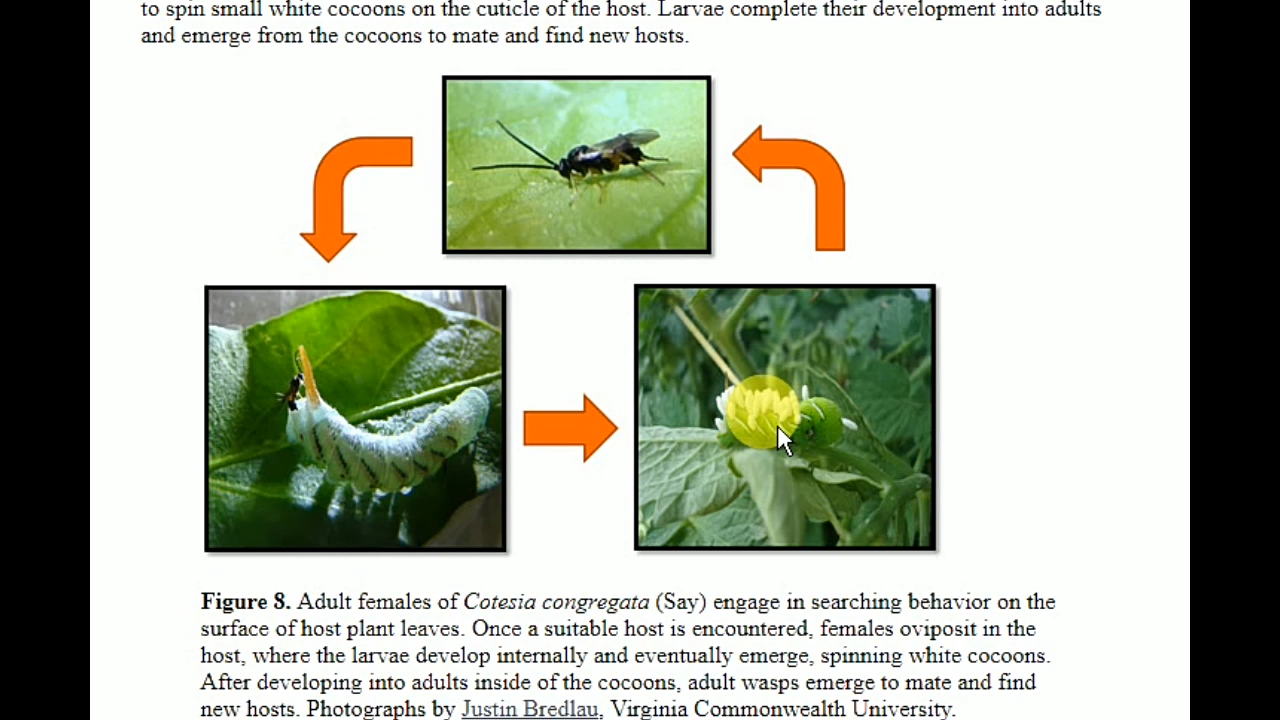 to spin small white cocoons on the cuticle of the host. Larvae complete their development into adults
and emerge from the cocoons to mate and find new hosts.
Figure 8. Adult females of Cotesia congregata (Say) engage in searching behavior on the
surface of host plant leaves. Once a suitable host is encountered, females oviposit in the
host, where the larvae develop internally and eventually emerge, spinning white cocoons.
After developing into adults inside of the cocoons, adult wasps emerge to mate and find
new hosts. Photographs by Justin Bredlau, Virginia Commonwealth University.